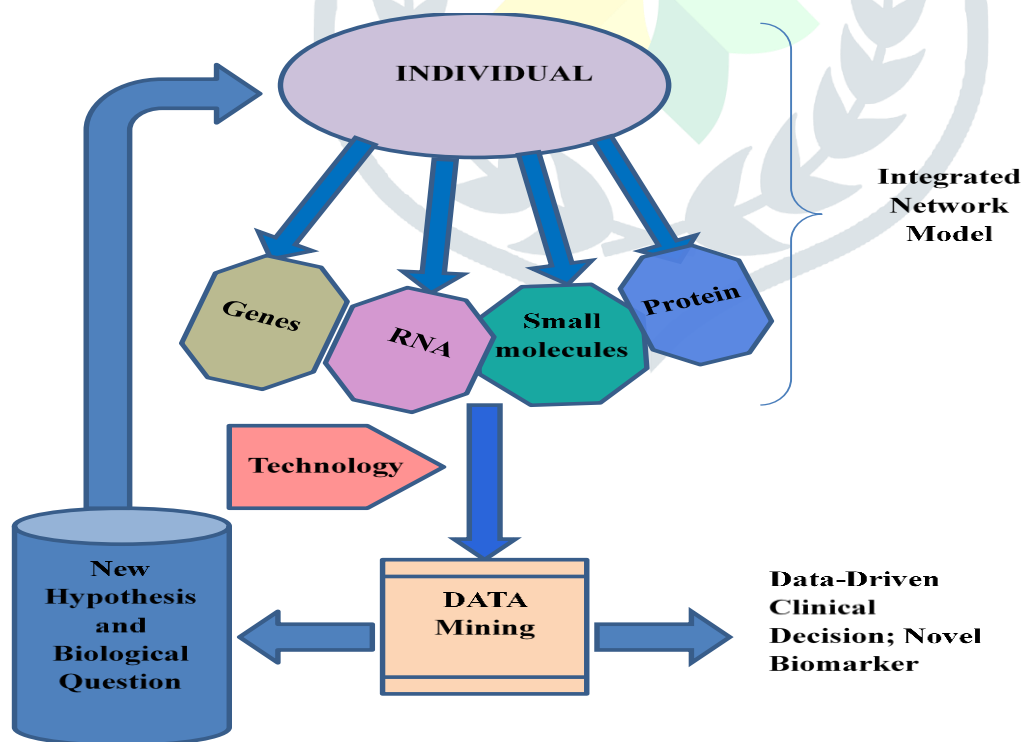 INDIVIDUAL
Integrated
Network
Model
Genes
RNA
Small
molecules
Protein
Technology
New
Hypothesis
and
Biological
Question
DATA
Mining
Data-Driven
Clinical
Decision; Novel
Biomarker